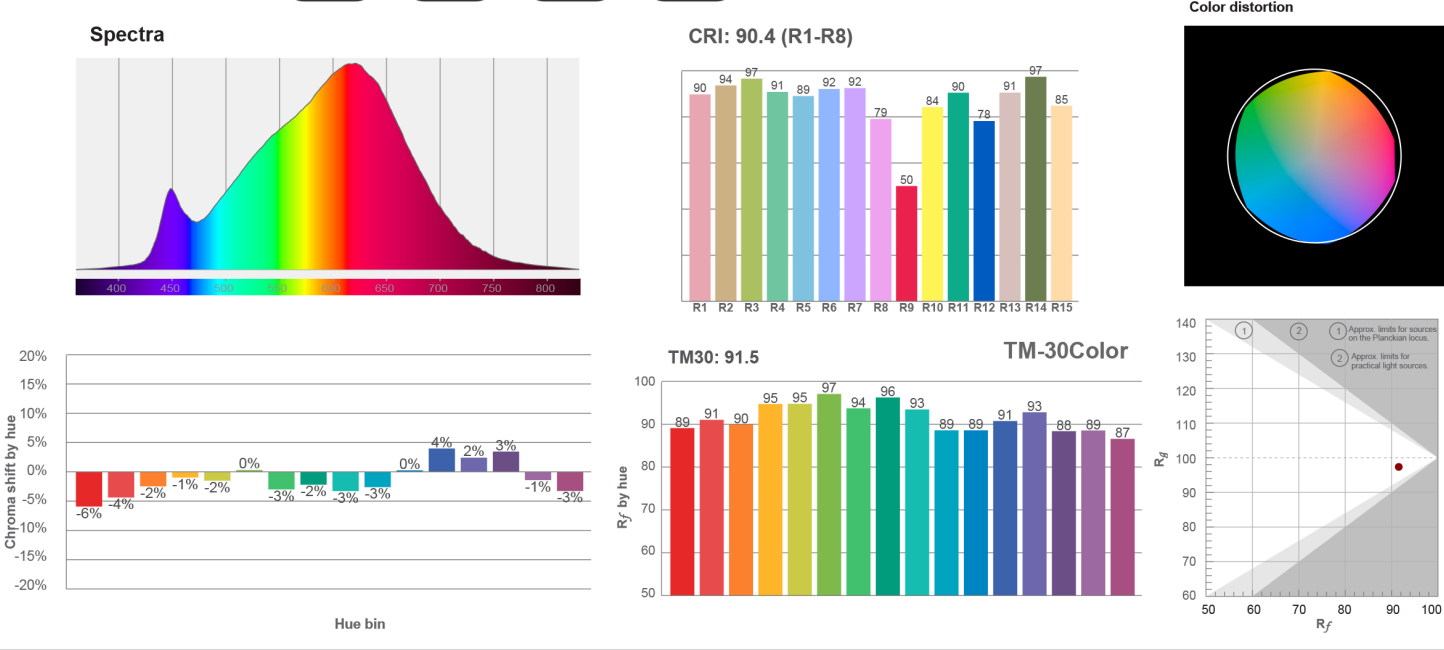 Color distortion
Spectra
CRI: 90.4 (R1-R8)
90 94 97 91 89 92 92 79 50 84 90 78 91 97 85
R1 R2 R3 R4 R5 R6 R7 R8 R9 R10 R11 R12 R13 R14 R15
400 450 500 550 600 650 700 750 800
Chroma shift by hue
20%
15%
10%
5%
0%
-5%
-10%
-15%
-20%
-6% -4% -2% -1% -2% 0% -3% -2% -3% -3% 0% 4% 2% 3% -1% -3%
Hue bin
TM30: 91.5
TM-30Color
Rf by hue
100
90
80
70
60
50
89 91 90 95 95 97 94 96 93 89 89 91 93 88 89 87
Rg
140
130
120
110
100
90
80
70
60
1 2
1 Approx. limits for sources
on the Planckian locus.
2 Approx. limits for
practical light sources.
50 60 70 80 90 100
Rf